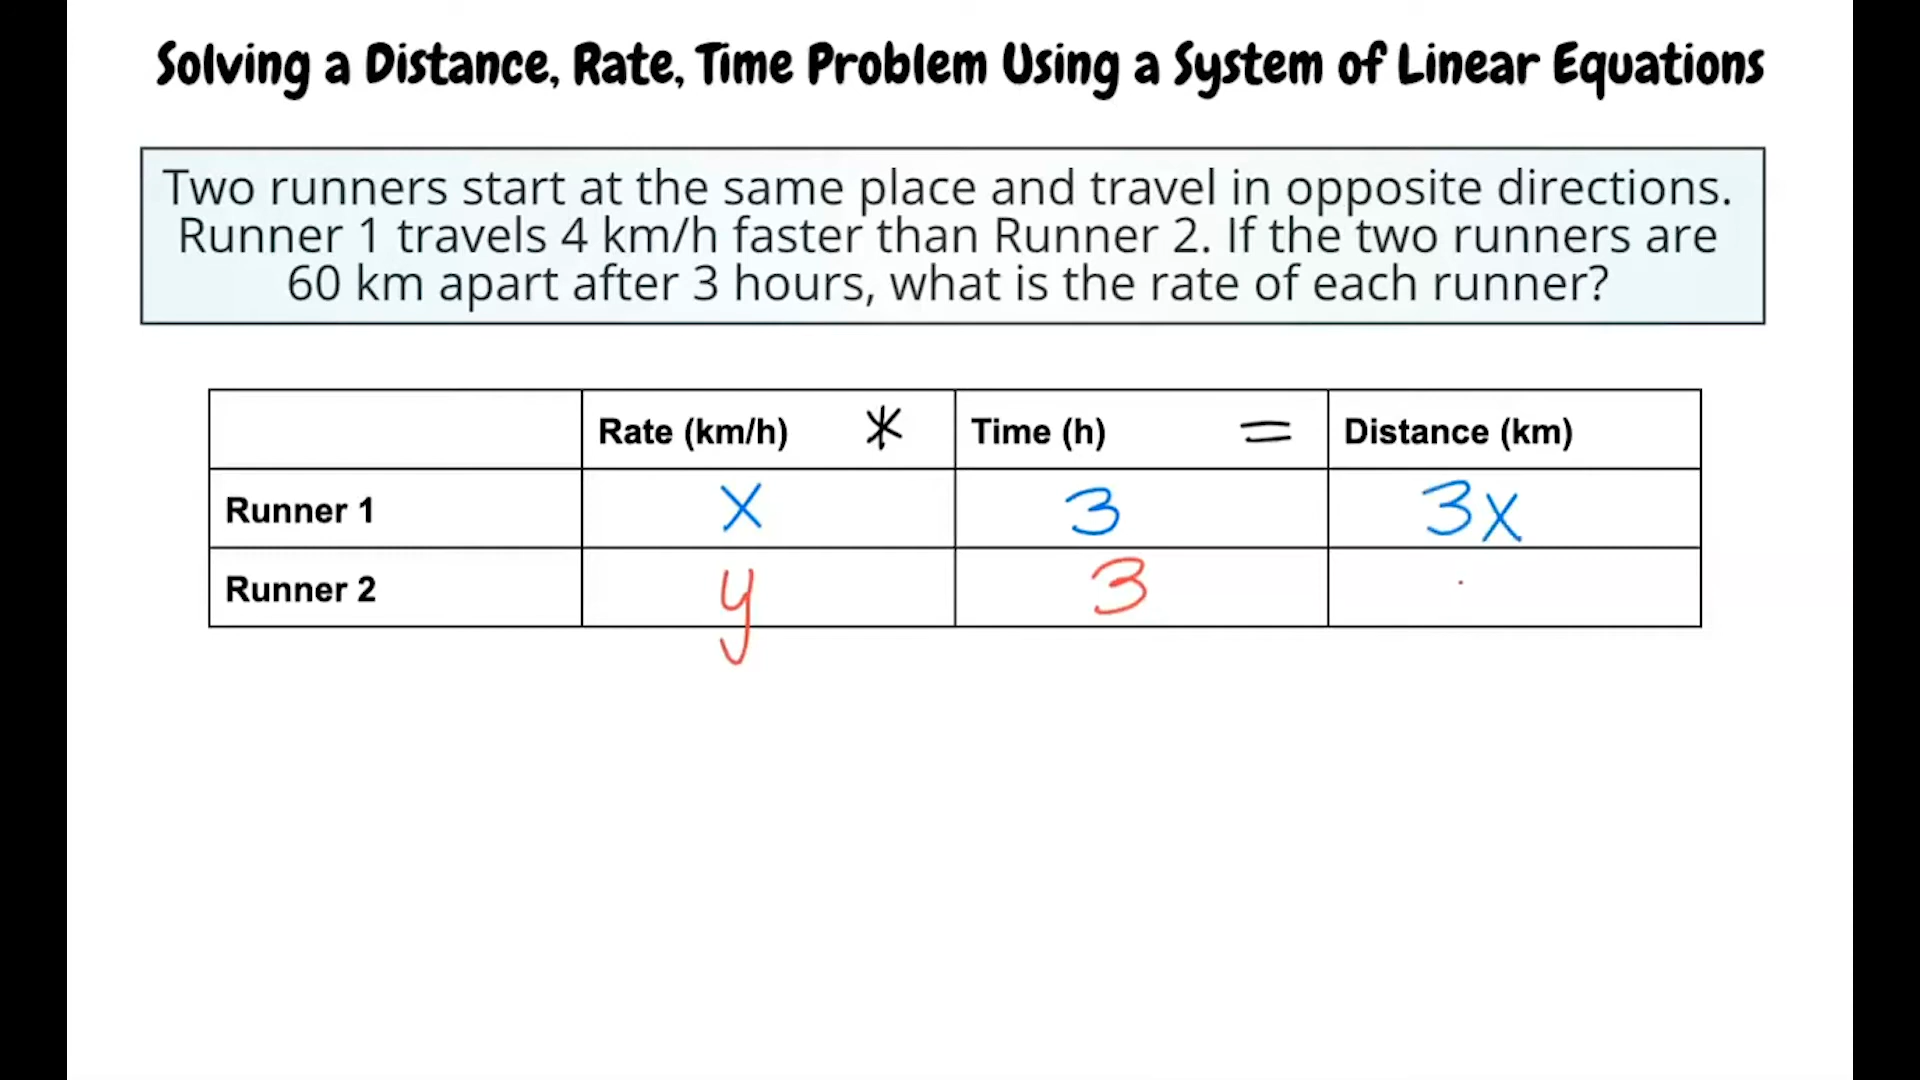 Solving a Distance, Rate, Time Problem Using a System of Linear Equations
Two runners start at the same place and travel in opposite directions.
Runner 1 travels 4 km/h faster than Runner 2. If the two runners are
60 km apart after 3 hours, what is the rate of each runner?
Rate (km/h) * Time (h) = Distance (km)
Runner 1 x 3 3x
Runner 2 y 3